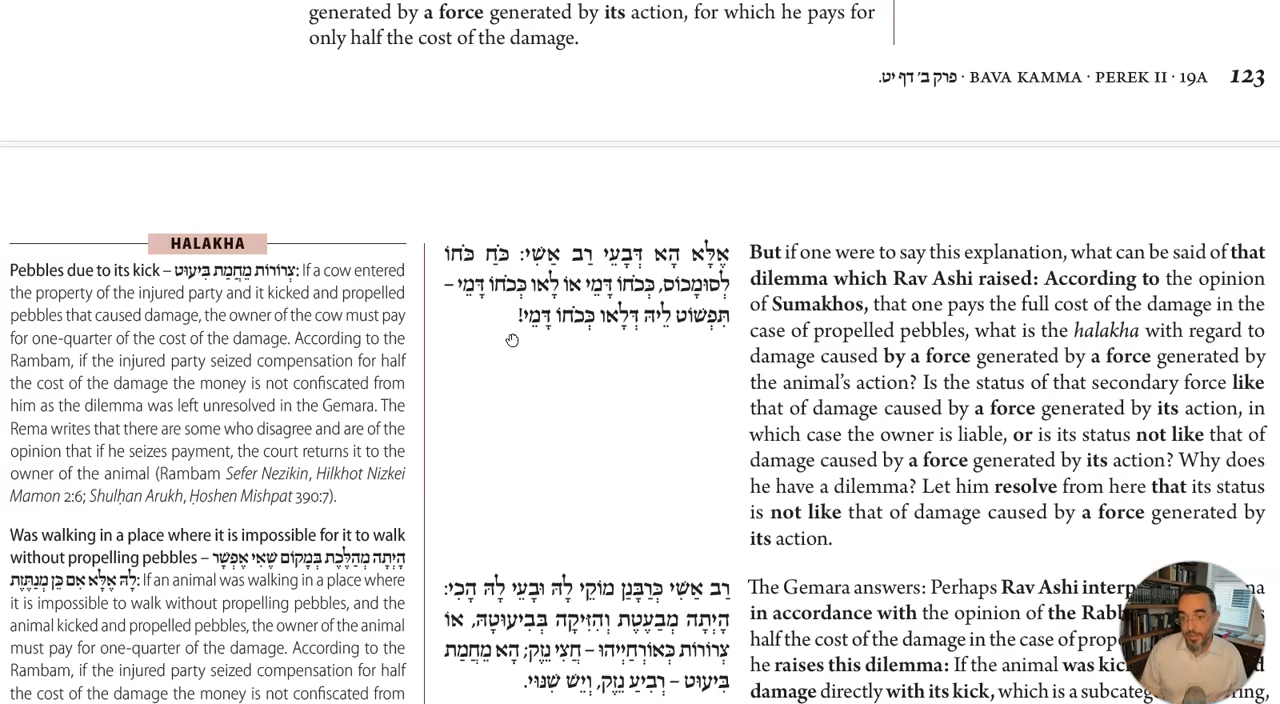 generated by a force generated by its action, for which he pays for
only half the cost of the damage.
פרק ב׳ דף יט. · BAVA KAMMA · PEREK II · 19A 123
HALAKHA
Pebbles due to its kick – צְרוֹרוֹת מֵחֲמַת בִּיעוּט: If a cow entered
the property of the injured party and it kicked and propelled
pebbles that caused damage, the owner of the cow must pay
for one-quarter of the cost of the damage. According to the
Rambam, if the injured party seized compensation for half
the cost of the damage the money is not confiscated from
him as the dilemma was left unresolved in the Gemara. The
Rema writes that there are some who disagree and are of the
opinion that if he seizes payment, the court returns it to the
owner of the animal (Rambam Sefer Nezikin, Hilkhot Nizkei
Mamon 2:6; Shulḥan Arukh, Ḥoshen Mishpat 390:7).
Was walking in a place where it is impossible for it to walk
without propelling pebbles – הָיְתָה מְהַלֶּכֶת בְּמָקוֹם שֶׁאִי אֶפְשָׁר
לָהּ אֶלָּא אִם כֵּן מְנַתֶּזֶת: If an animal was walking in a place where
it is impossible to walk without propelling pebbles, and the
animal kicked and propelled pebbles, the owner of the animal
must pay for one-quarter of the damage. According to the
Rambam, if the injured party seized compensation for half
the cost of the damage the money is not confiscated from
אֶלָּא הָא דְּבָעֵי רַב אַשִׁי: כֹּחַ כֹּחוֹ
לְסוּמָכוֹס, כְּכֹחוֹ דָּמֵי אוֹ לָאו כְּכֹחוֹ דָּמֵי –
תִּפְשׁוֹט לֵיהּ דְּלָאו כְּכֹחוֹ דָּמֵי!
רַב אַשִׁי כְּרַבָּנַן מוֹקֵי לָהּ וּבָעֵי לָהּ הָכִי:
הָיְתָה מְבַעֶטֶת וְהִזִּיקָה בְּבִיעוּטָהּ, אוֹ
צְרוֹרוֹת כְּאוֹרְחַיְיהוּ – חֲצִי נֶזֶק; הָא מֵחֲמַת
בִּיעוּט – רְבִיעַ נֶזֶק, וְיֵשׁ שִׁנּוּי.
But if one were to say this explanation, what can be said of that
dilemma which Rav Ashi raised: According to the opinion
of Sumakhos, that one pays the full cost of the damage in the
case of propelled pebbles, what is the halakha with regard to
damage caused by a force generated by a force generated by
the animal's action? Is the status of that secondary force like
that of damage caused by a force generated by its action, in
which case the owner is liable, or is its status not like that of
damage caused by a force generated by its action? Why does
he have a dilemma? Let him resolve from here that its status
is not like that of damage caused by a force generated by
its action.
The Gemara answers: Perhaps Rav Ashi
in accordance with the opinion of the
half the cost of the damage in the case of
he raises this dilemma: If the animal was
damage directly with its kick, which is a